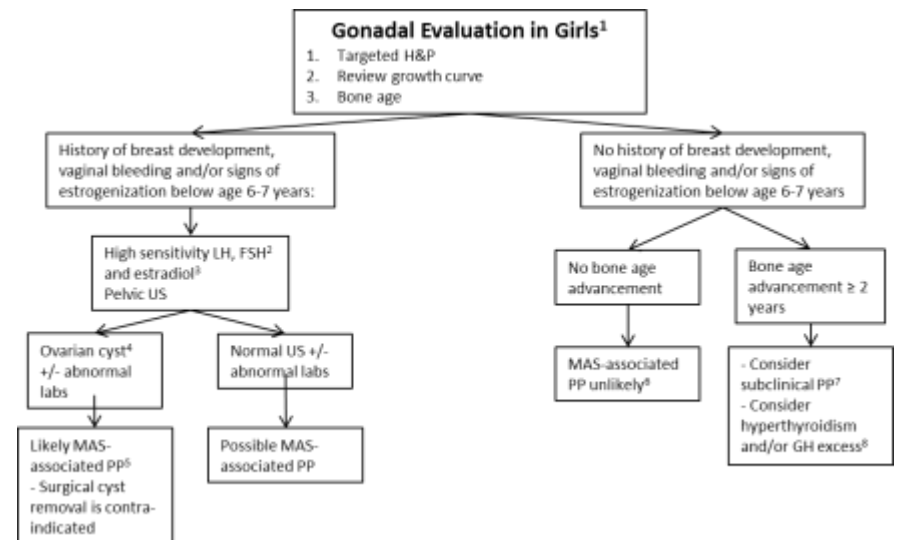 Gonadal Evaluation in Girls¹
1. Targeted H&P
2. Review growth curve
3. Bone age
History of breast development,
vaginal bleeding and/or signs of
estrogenization below age 6-7 years:
No history of breast development,
vaginal bleeding and/or signs of
estrogenization below age 6-7 years
High sensitivity LH, FSH²
and estradiol³
Pelvic US
No bone age
advancement
Bone age
advancement ≥ 2
years
Ovarian cyst⁴
+/- abnormal
labs
Normal US +/-
abnormal labs
MAS-associated
PP unlikely⁶
- Consider
subclinical PP⁷
- Consider
hyperthyroidism
and/or GH excess⁸
Likely MAS-
associated PP⁵
- Surgical cyst
removal is contra-
indicated
Possible MAS-
associated PP